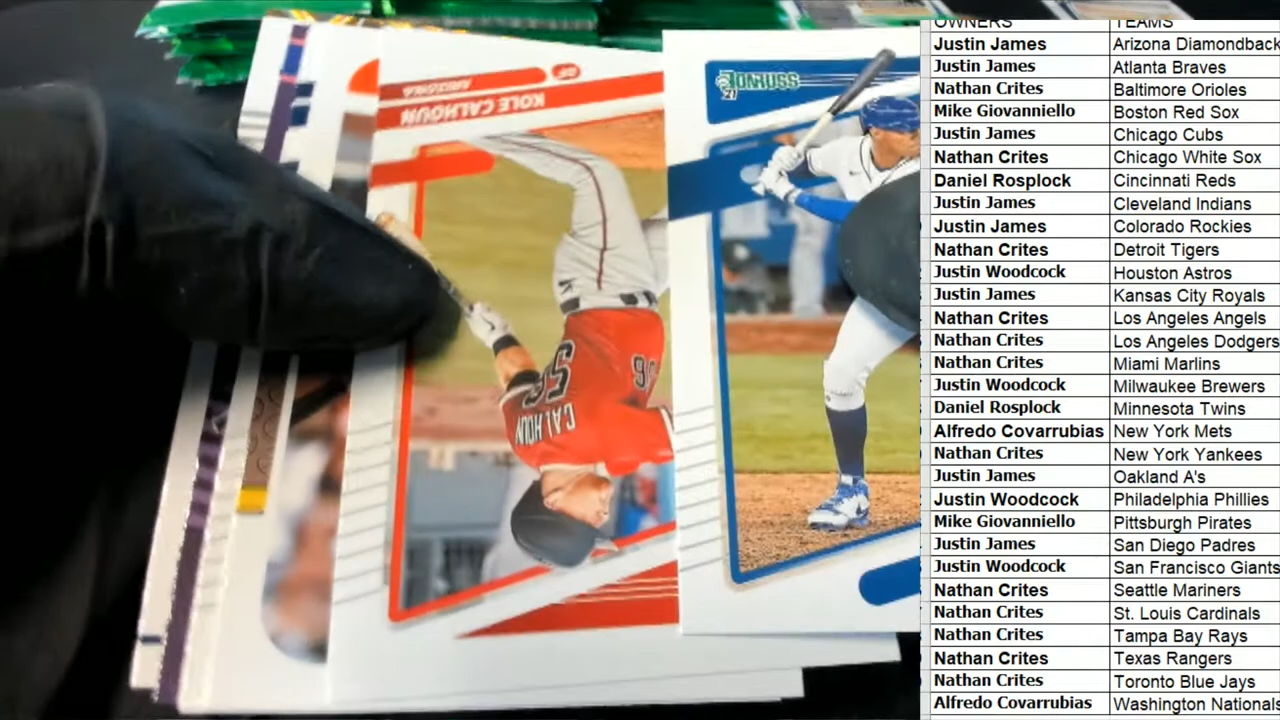 OWNERS TEAMS
Justin James Arizona Diamondback
Justin James Atlanta Braves
Nathan Crites Baltimore Orioles
Mike Giovanniello Boston Red Sox
Justin James Chicago Cubs
Nathan Crites Chicago White Sox
Daniel Rosplock Cincinnati Reds
Justin James Cleveland Indians
Justin James Colorado Rockies
Nathan Crites Detroit Tigers
Justin Woodcock Houston Astros
Justin James Kansas City Royals
Nathan Crites Los Angeles Angels
Nathan Crites Los Angeles Dodgers
Nathan Crites Miami Marlins
Justin Woodcock Milwaukee Brewers
Daniel Rosplock Minnesota Twins
Alfredo Covarrubias New York Mets
Nathan Crites New York Yankees
Justin James Oakland A's
Justin Woodcock Philadelphia Phillies
Mike Giovanniello Pittsburgh Pirates
Justin James San Diego Padres
Justin Woodcock San Francisco Giants
Nathan Crites Seattle Mariners
Nathan Crites St. Louis Cardinals
Nathan Crites Tampa Bay Rays
Nathan Crites Texas Rangers
Nathan Crites Toronto Blue Jays
Alfredo Covarrubias Washington Nationals
OF
ARIZONA
KOLE CALHOUN
CALHOUN
56
56
DONRUSS
21